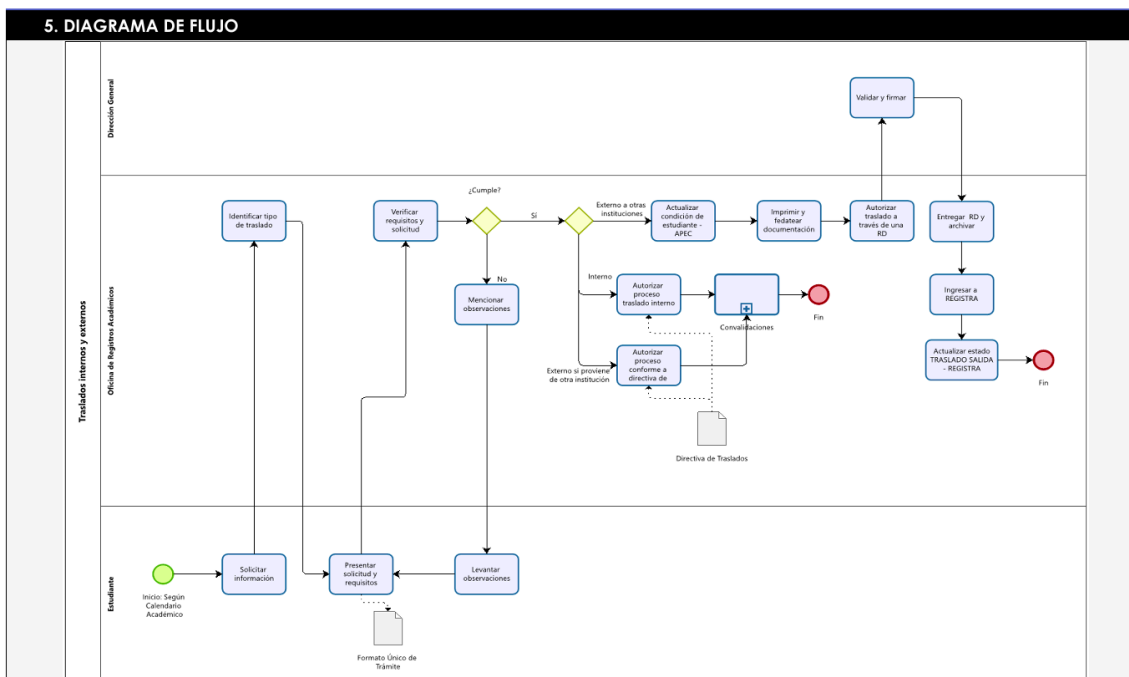 5. DIAGRAMA DE FLUJO
Traslados internos y externos
Dirección General
Validar y firmar
Oficina de Registros Académicos
Identificar tipo
de traslado
Verificar
requisitos y
solicitud
¿Cumple?
Sí
No
Mencionar
observaciones
Externo a otras
instituciones
Actualizar
condición de
estudiante -
APEC
Imprimir y
fedatear
documentación
Autorizar
traslado a
través de una
RD
Entregar RD y
archivar
Ingresar a
REGISTRA
Actualizar estado
TRASLADO SALIDA
- REGISTRA
Fin
Interno
Autorizar
proceso
traslado interno
Convalidaciones
Fin
Externo si proviene
de otra institución
Autorizar
proceso
conforme a
directiva de
Directiva de Traslados
Estudiante
Inicio: Según
Calendario
Académico
Solicitar
información
Presentar
solicitud y
requisitos
Levantar
observaciones
Formato Único de
Trámite